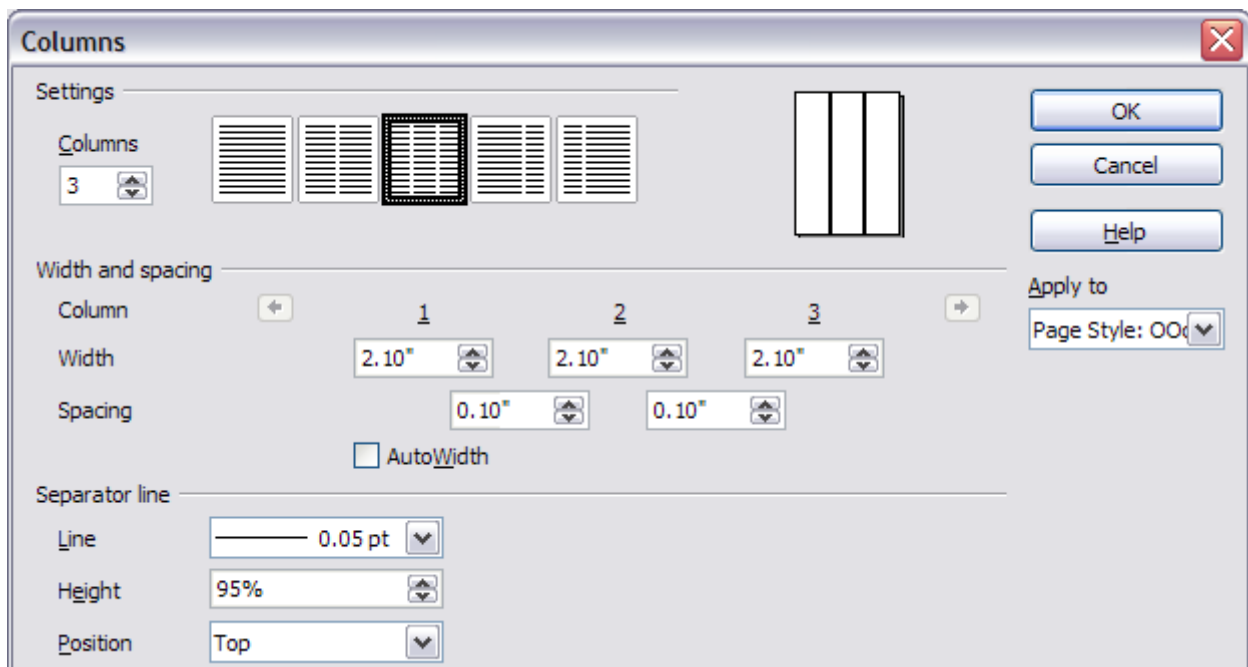 Columns
Settings
OK
Columns
3
Cancel
Help
Width and spacing
Apply to
Column 1 2 3
Page Style: OO
Width 2.10" 2.10" 2.10"
Spacing 0.10" 0.10"
AutoWidth
Separator line
Line 0.05 pt
Height 95%
Position Top